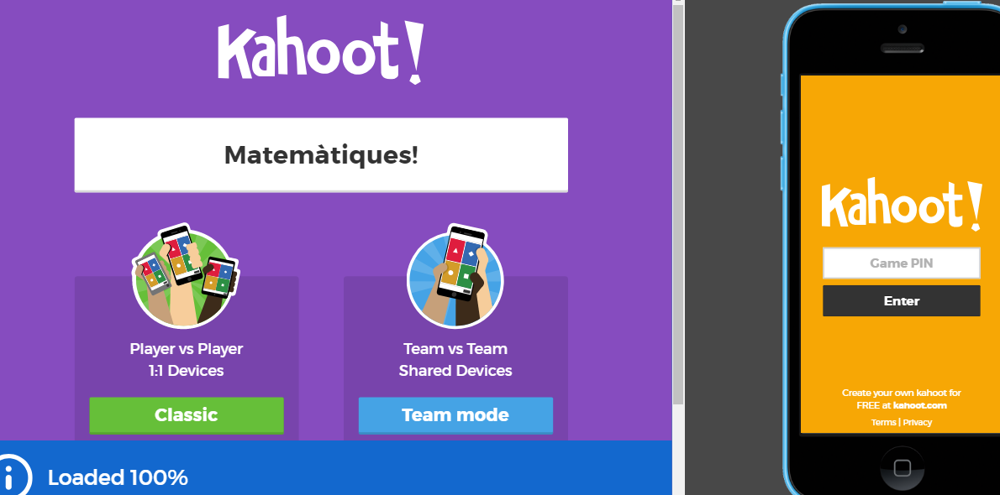 Kahoot!
Matemàtiques!
Player vs Player
1:1 Devices
Classic
Team vs Team
Shared Devices
Team mode
Loaded 100%
Kahoot!
Game PIN
Enter
Create your own kahoot for
FREE at kahoot.com
Terms | Privacy